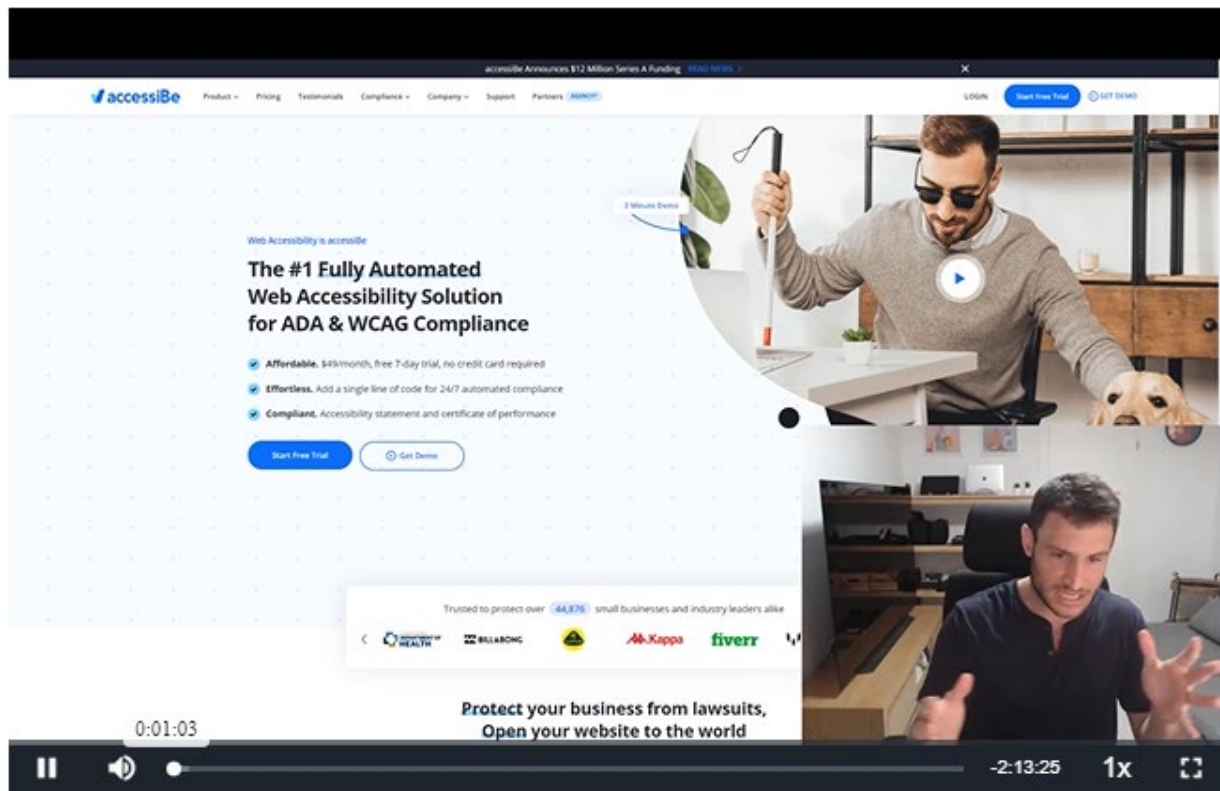 accessiBe Announces $12 Million Series A Funding READ NEWS >
accessiBe Product Pricing Testimonials Compliance Company Support Partners AGENCY? LOGIN Start Free Trial GET DEMO
3 Minute Demo
Web Accessibility is accessiBe
The #1 Fully Automated
Web Accessibility Solution
for ADA & WCAG Compliance
Affordable. $49/month, free 7-day trial, no credit card required
Effortless. Add a single line of code for 24/7 automated compliance
Compliant. Accessibility statement and certificate of performance
Start Free Trial Get Demo
Trusted to protect over 44,876 small businesses and industry leaders alike
DEPARTMENT OF
HEALTH
BILLABONG Kappa fiverr
Protect your business from lawsuits,
Open your website to the world
0:01:03
-2:13:25 1x